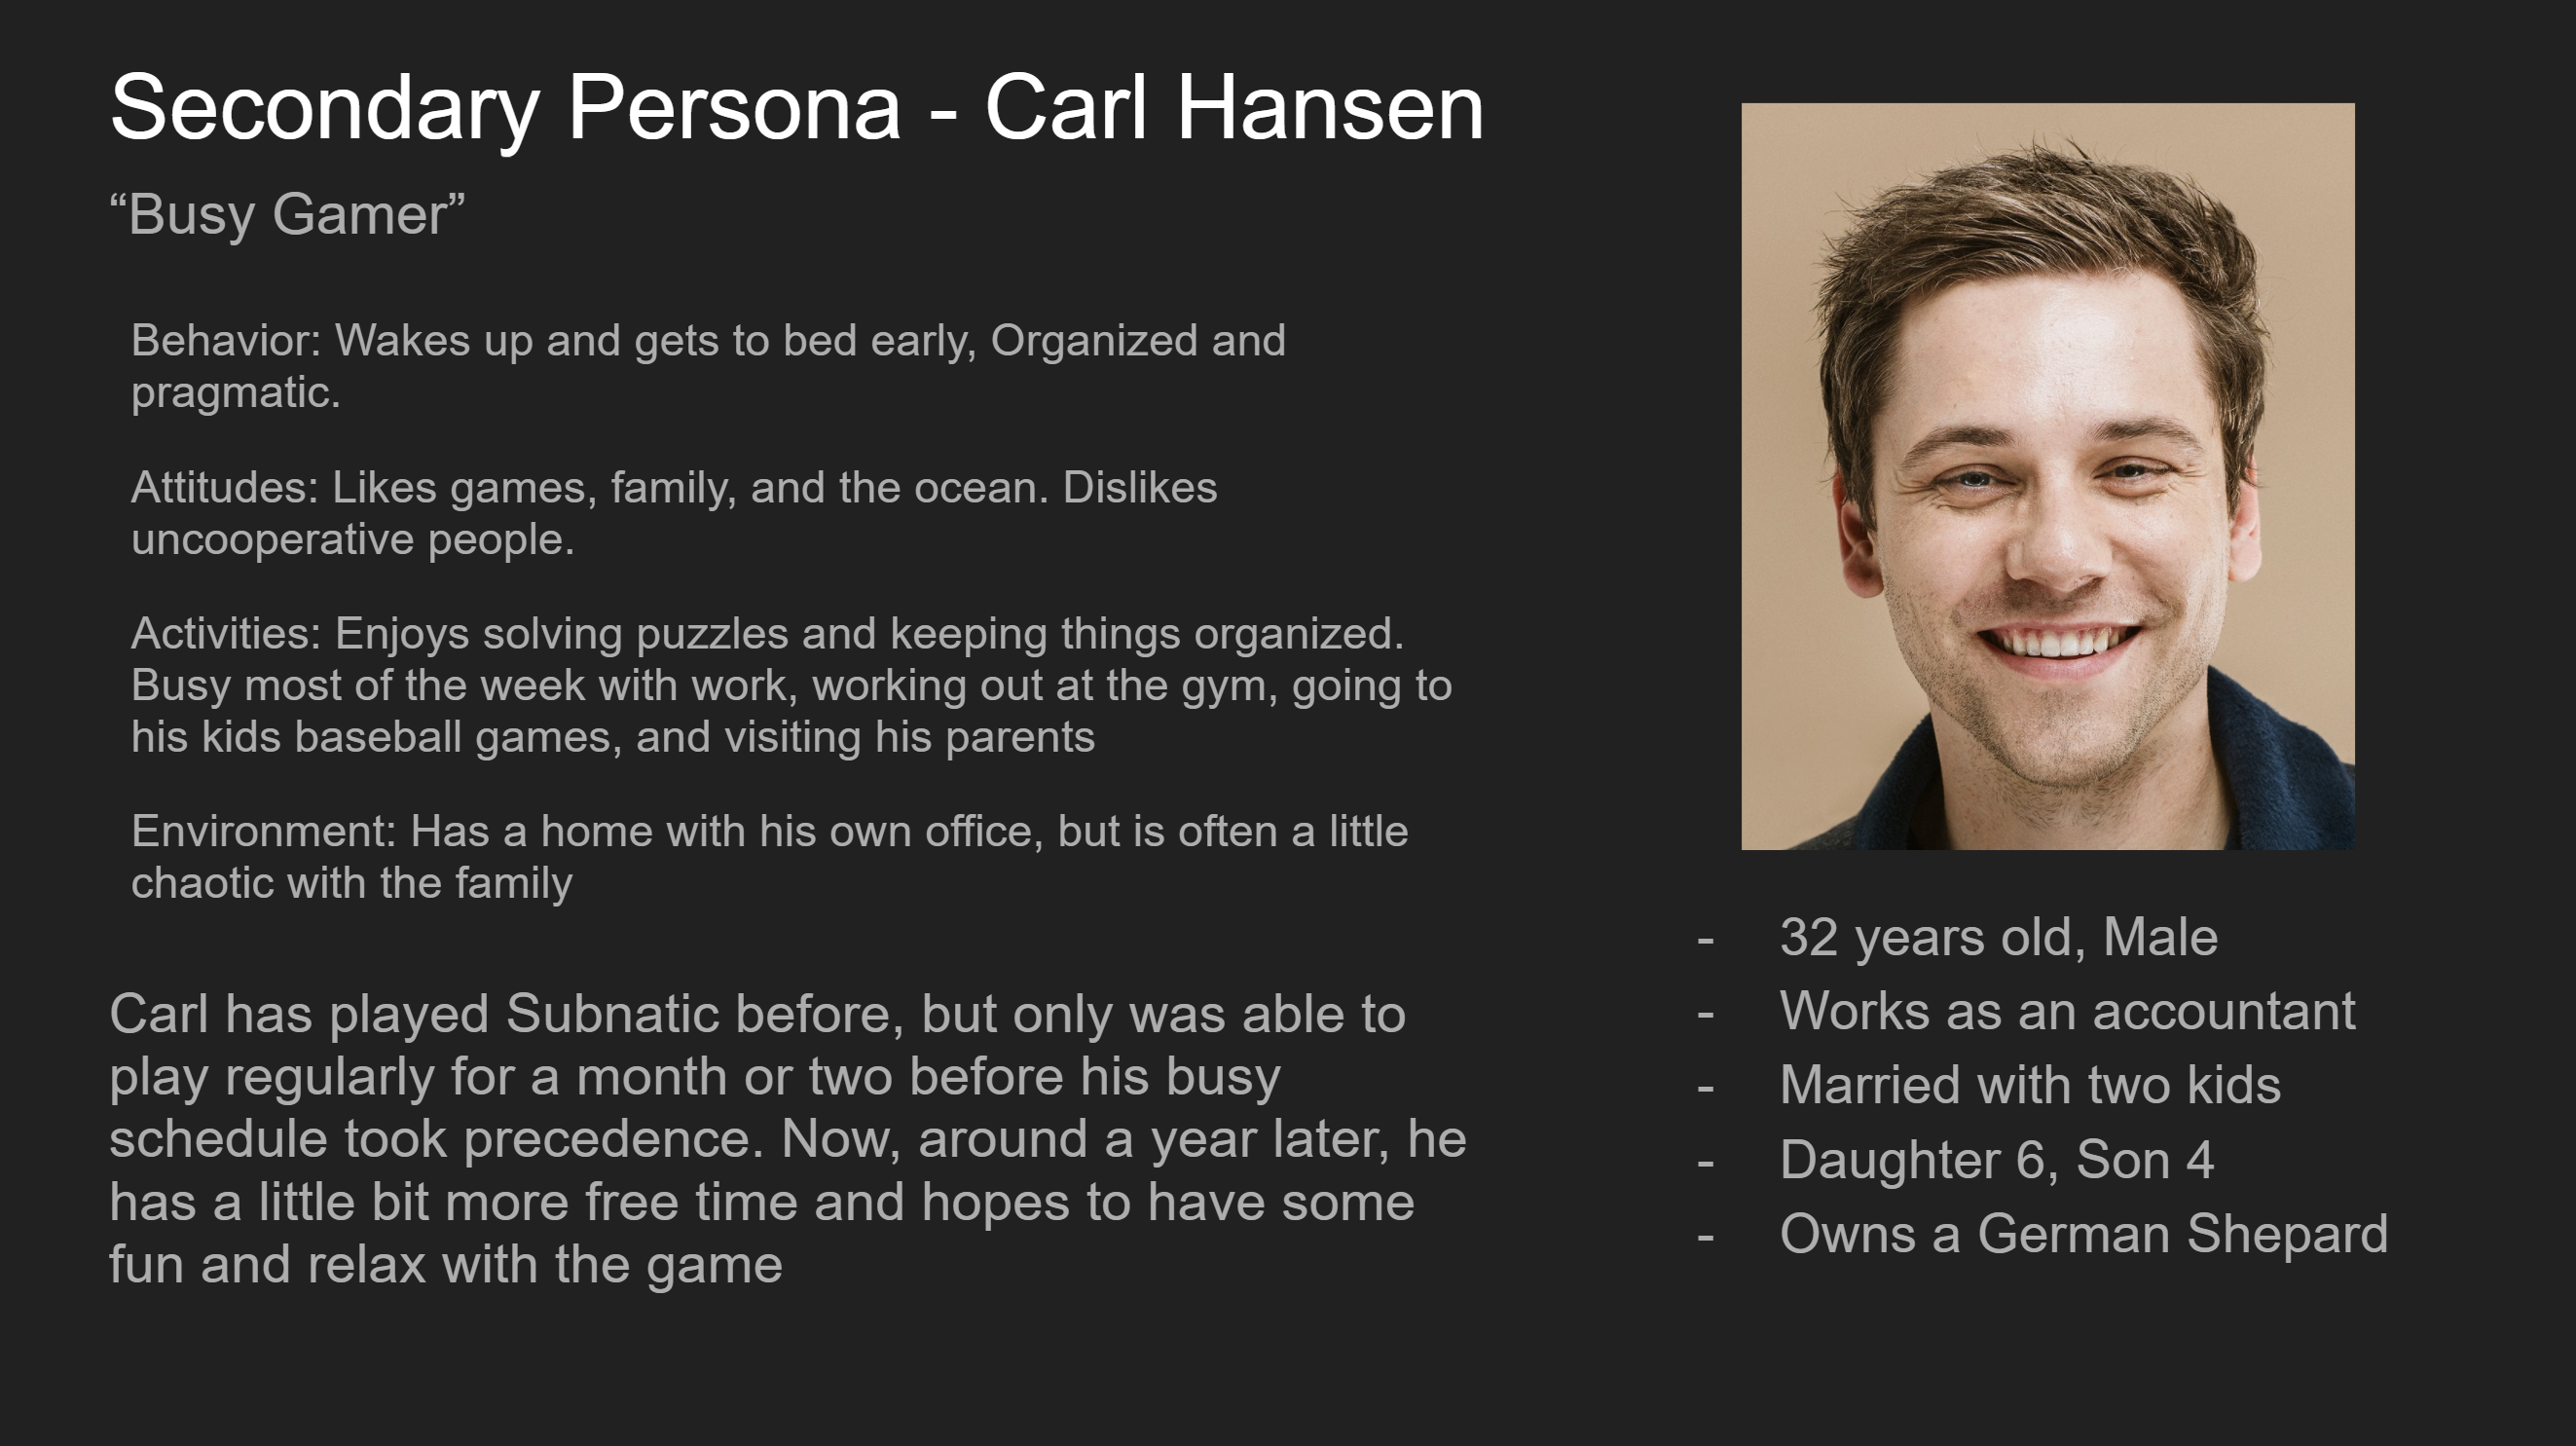 Secondary Persona - Carl Hansen
“Busy Gamer”
Behavior: Wakes up and gets to bed early, Organized and
pragmatic.
Attitudes: Likes games, family, and the ocean. Dislikes
uncooperative people.
Activities: Enjoys solving puzzles and keeping things organized.
Busy most of the week with work, working out at the gym, going to
his kids baseball games, and visiting his parents
Environment: Has a home with his own office, but is often a little
chaotic with the family
Carl has played Subnatic before, but only was able to
play regularly for a month or two before his busy
schedule took precedence. Now, around a year later, he
has a little bit more free time and hopes to have some
fun and relax with the game
- 32 years old, Male
- Works as an accountant
- Married with two kids
- Daughter 6, Son 4
- Owns a German Shepard